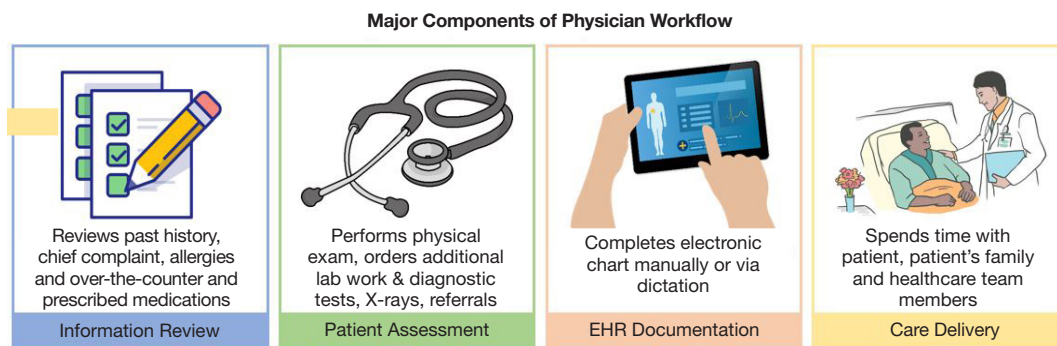 Major Components of Physician Workflow
Reviews past history,
chief complaint, allergies
and over-the-counter and
prescribed medications
Information Review
Performs physical
exam, orders additional
lab work & diagnostic
tests, X-rays, referrals
Patient Assessment
Completes electronic
chart manually or via
dictation
EHR Documentation
Spends time with
patient, patient’s family
and healthcare team
members
Care Delivery